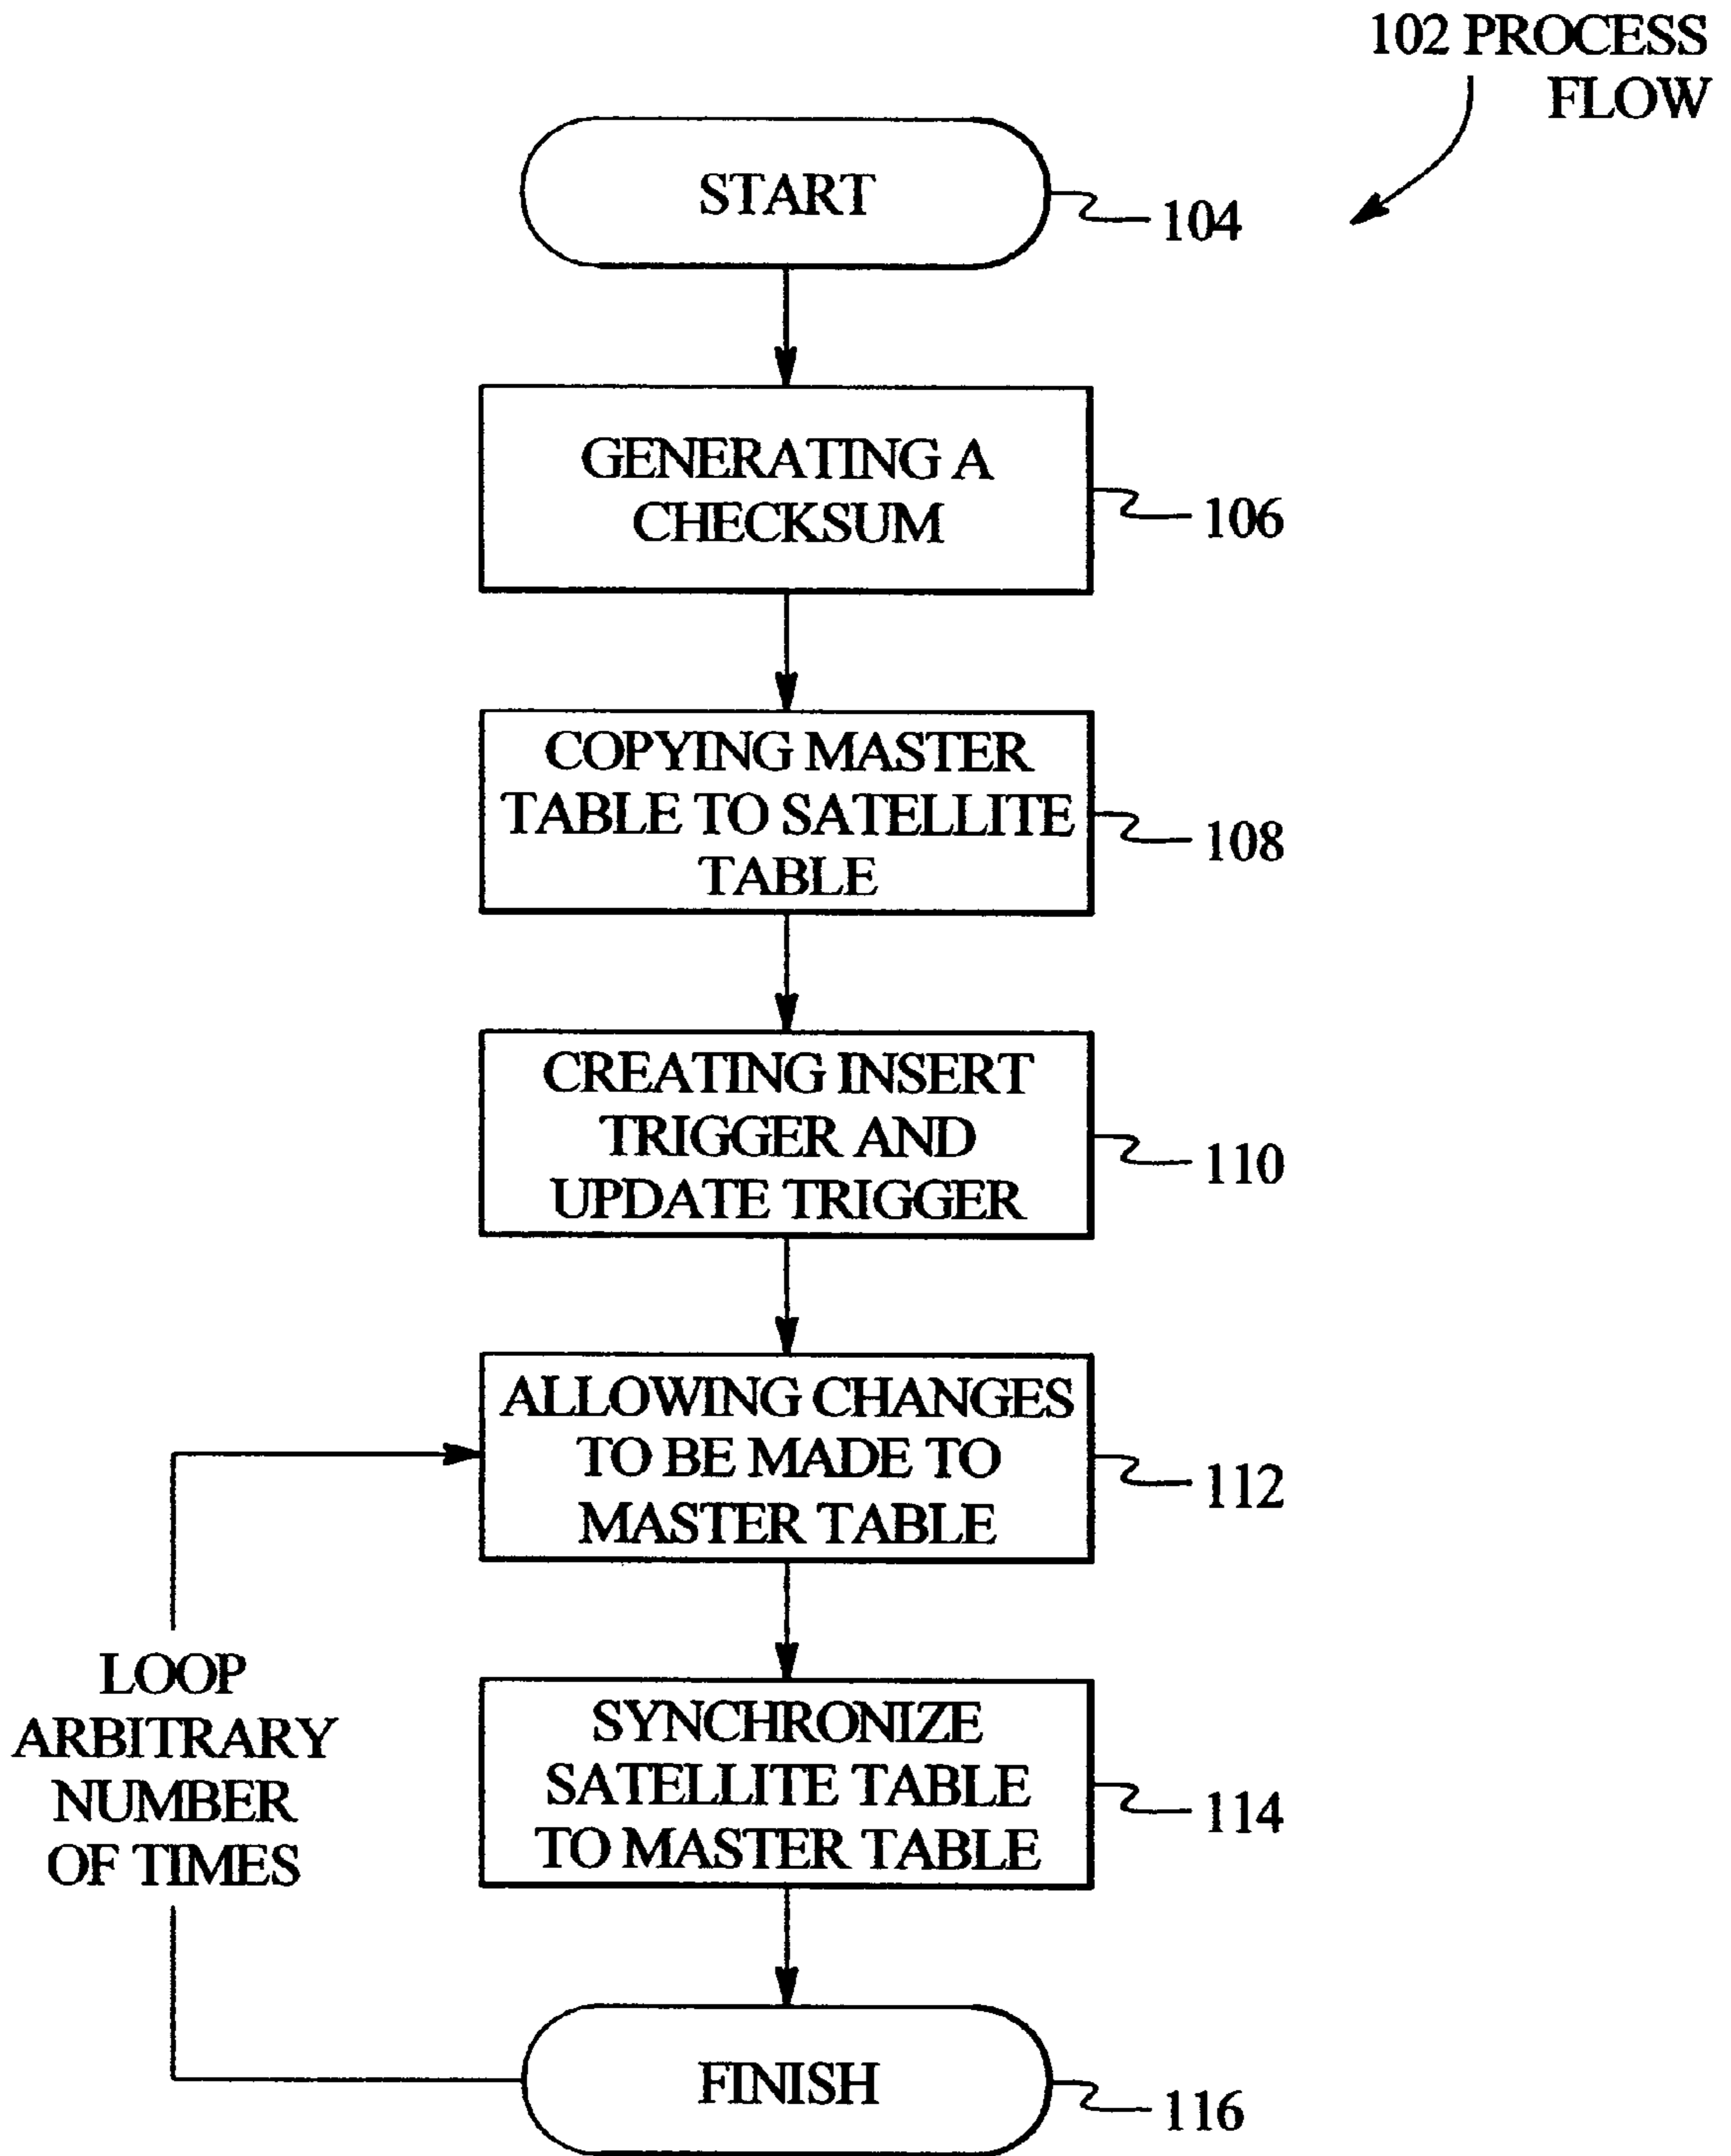 102 PROCESS
FLOW
START
104
GENERATING A
CHECKSUM
106
COPYING MASTER
TABLE TO SATELLITE
TABLE
108
CREATING INSERT
TRIGGER AND
UPDATE TRIGGER
110
ALLOWING CHANGES
TO BE MADE TO
MASTER TABLE
112
LOOP
ARBITRARY
NUMBER
OF TIMES
SYNCHRONIZE
SATELLITE TABLE
TO MASTER TABLE
114
FINISH
116